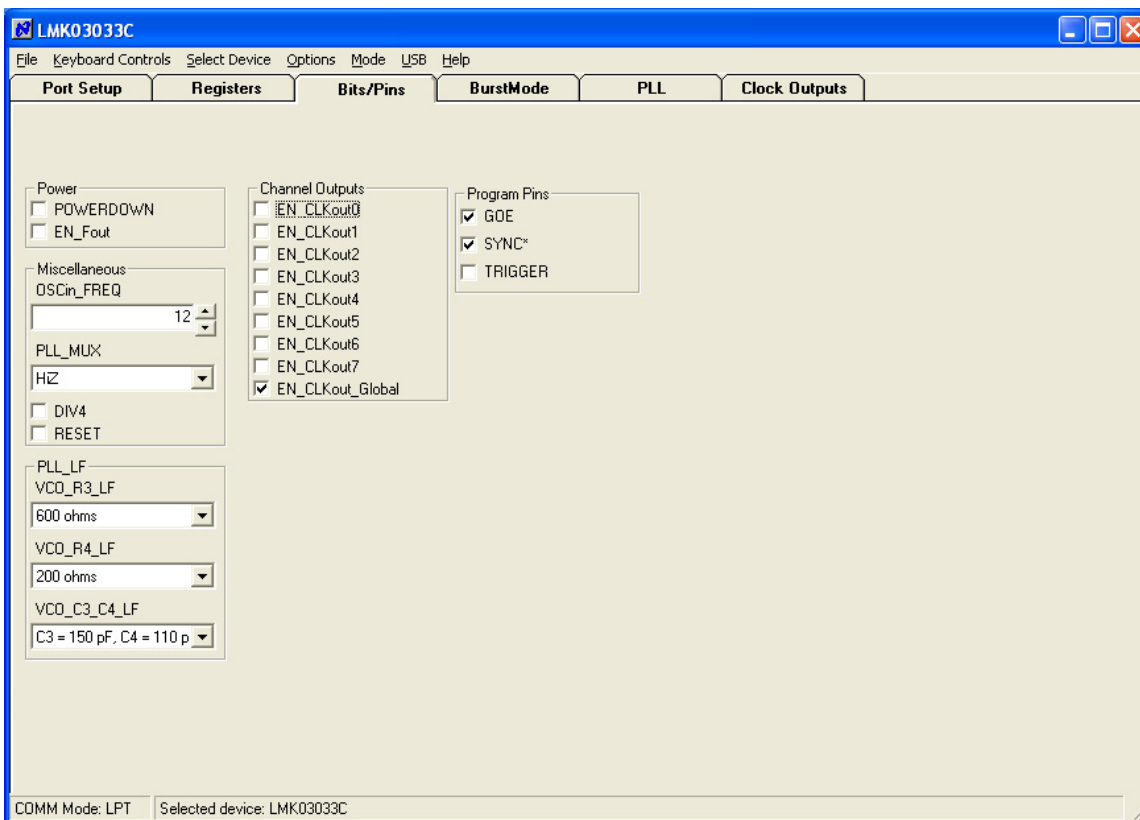 LMK03033C
File Keyboard Controls Select Device Options Mode USB Help
Port Setup Registers Bits/Pins BurstMode PLL Clock Outputs
Power
POWERDOWN
EN_Fout
Miscellaneous
OSCin_FREQ
12
PLL_MUX
HiZ
DIV4
RESET
PLL_LF
VCO_R3_LF
600 ohms
VCO_R4_LF
200 ohms
VCO_C3_C4_LF
C3 = 150 pF, C4 = 110 p
Channel Outputs
EN_CLKout0
EN_CLKout1
EN_CLKout2
EN_CLKout3
EN_CLKout4
EN_CLKout5
EN_CLKout6
EN_CLKout7
EN_CLKout_Global
Program Pins
GOE
SYNC*
TRIGGER
COMM Mode: LPT Selected device: LMK03033C